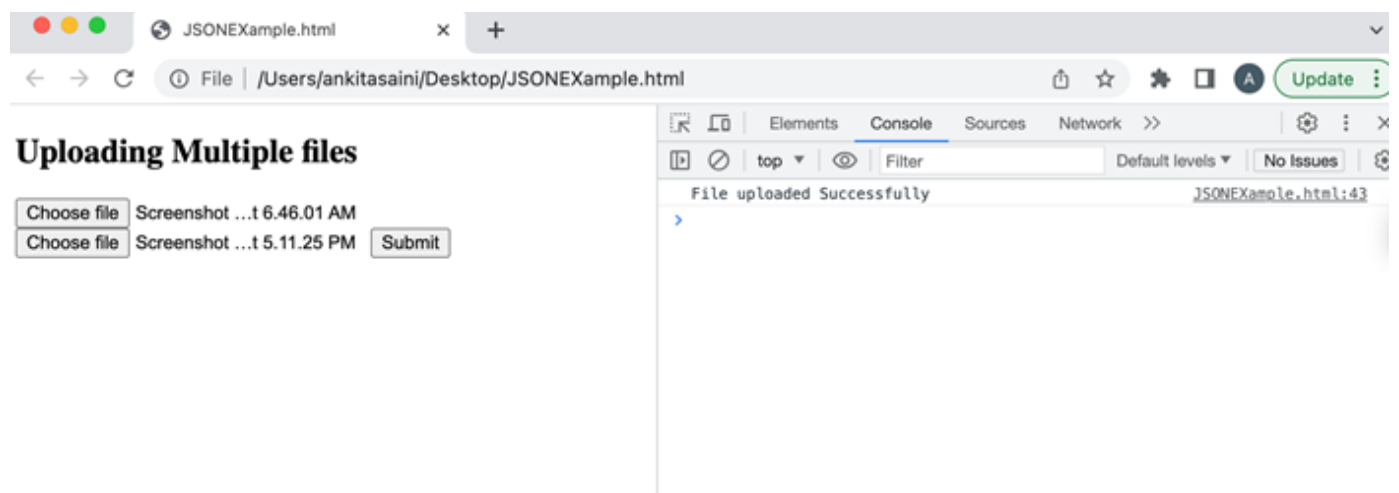 JSONEXample.html
File | /Users/ankitasaini/Desktop/JSONEXample.html
A
Update
Uploading Multiple files
Choose file Screenshot ...t 6.46.01 AM
Choose file Screenshot ...t 5.11.25 PM Submit
Elements Console Sources Network
top Filter Default levels No Issues
File uploaded Successfully JSONEXample.html:43